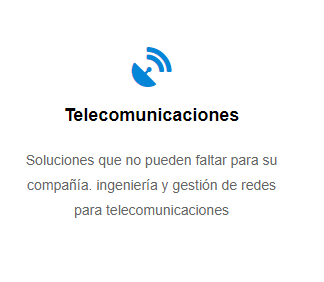 Telecomunicaciones
Soluciones que no pueden faltar para su
compañía. ingeniería y gestión de redes
para telecomunicaciones